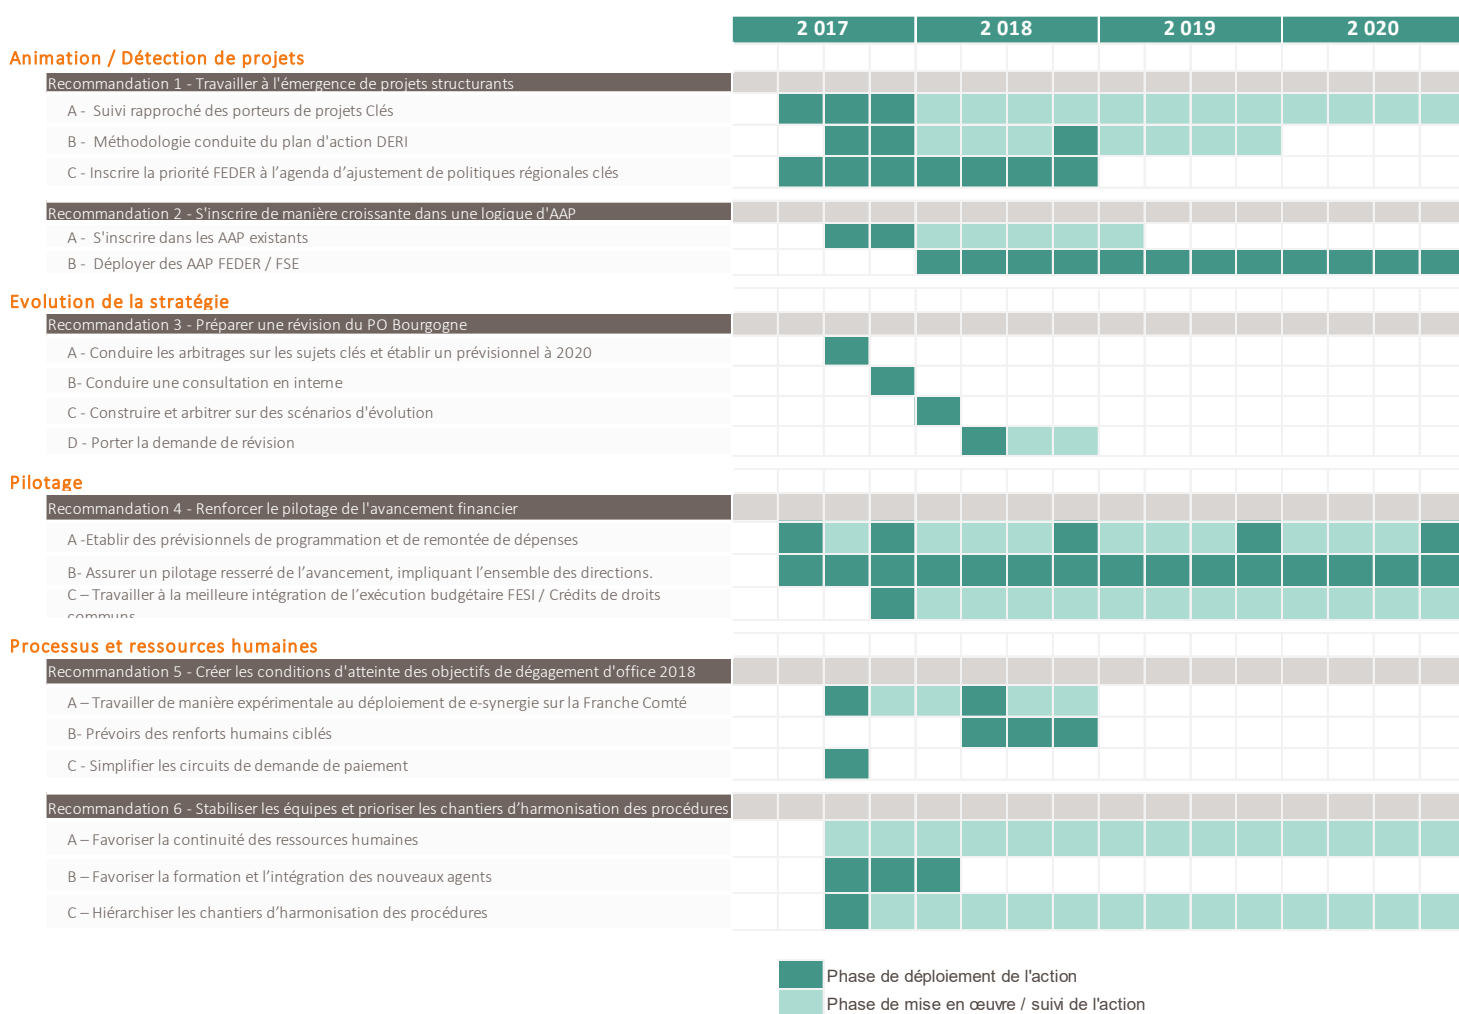 2 017 2 018 2 019 2 020
Animation / Détection de projets
Recommandation 1 - Travailler à l'émergence de projets structurants
A - Suivi rapproché des porteurs de projets Clés
B - Méthodologie conduite du plan d'action DERI
C - Inscrire la priorité FEDER à l’agenda d’ajustement de politiques régionales clés
Recommandation 2 - S'inscrire de manière croissante dans une logique d'AAP
A - S'inscrire dans les AAP existants
B - Déployer des AAP FEDER / FSE
Evolution de la stratégie
Recommandation 3 - Préparer une révision du PO Bourgogne
A - Conduire les arbitrages sur les sujets clés et établir un prévisionnel à 2020
B- Conduire une consultation en interne
C - Construire et arbitrer sur des scénarios d'évolution
D - Porter la demande de révision
Pilotage
Recommandation 4 - Renforcer le pilotage de l'avancement financier
A -Etablir des prévisionnels de programmation et de remontée de dépenses
B- Assurer un pilotage resserré de l’avancement, impliquant l’ensemble des directions.
C – Travailler à la meilleure intégration de l’exécution budgétaire FESI / Crédits de droits
communs
Processus et ressources humaines
Recommandation 5 - Créer les conditions d'atteinte des objectifs de dégagement d'office 2018
A – Travailler de manière expérimentale au déploiement de e-synergie sur la Franche Comté
B- Prévoirs des renforts humains ciblés
C - Simplifier les circuits de demande de paiement
Recommandation 6 - Stabiliser les équipes et prioriser les chantiers d’harmonisation des procédures
A – Favoriser la continuité des ressources humaines
B – Favoriser la formation et l’intégration des nouveaux agents
C – Hiérarchiser les chantiers d’harmonisation des procédures
Phase de déploiement de l'action
Phase de mise en œuvre / suivi de l'action